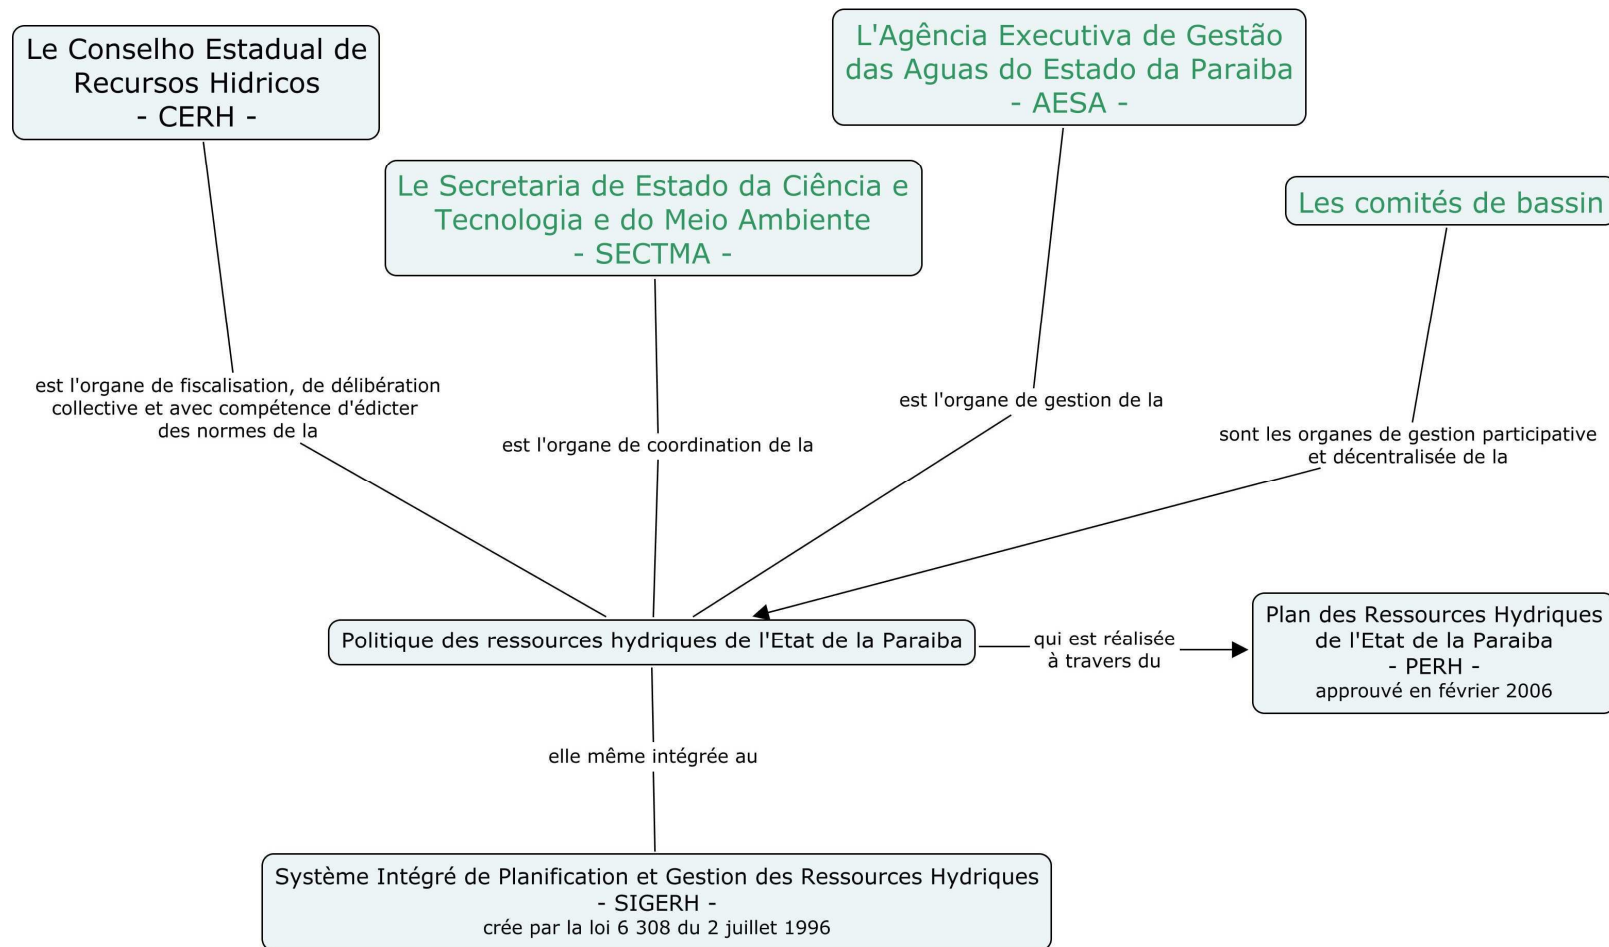 Le Conselho Estadual de
Recursos Hidricos
- CERH -
L'Agência Executiva de Gestão
das Aguas do Estado da Paraiba
- AESA -
Le Secretaria de Estado da Ciência e
Tecnologia e do Meio Ambiente
- SECTMA -
Les comités de bassin
est l'organe de fiscalisation, de délibération
collective et avec compétence d'édicter
des normes de la
est l'organe de coordination de la
est l'organe de gestion de la
sont les organes de gestion participative
et décentralisée de la
Politique des ressources hydriques de l'Etat de la Paraiba
qui est réalisée
à travers du
Plan des Ressources Hydriques
de l'Etat de la Paraiba
- PERH -
approuvé en février 2006
elle même intégrée au
Système Intégré de Planification et Gestion des Ressources Hydriques
- SIGERH -
crée par la loi 6 308 du 2 juillet 1996